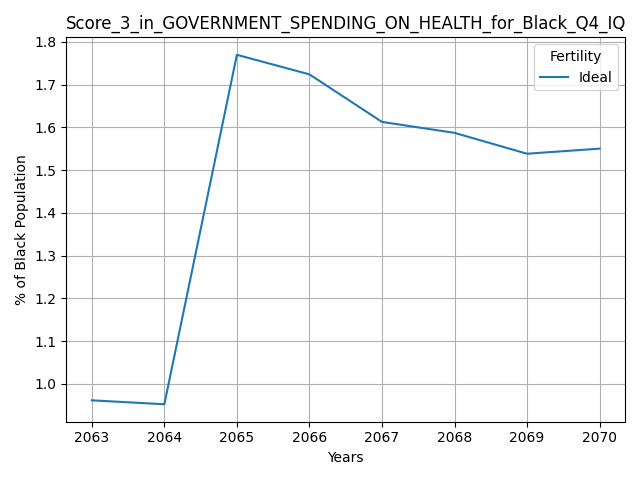 Score_3_in_GOVERNMENT_SPENDING_ON_HEALTH_for_Black_Q4_IQ
Fertility
Ideal
% of Black Population
1.8
1.7
1.6
1.5
1.4
1.3
1.2
1.1
1.0
2063 2064 2065 2066 2067 2068 2069 2070
Years